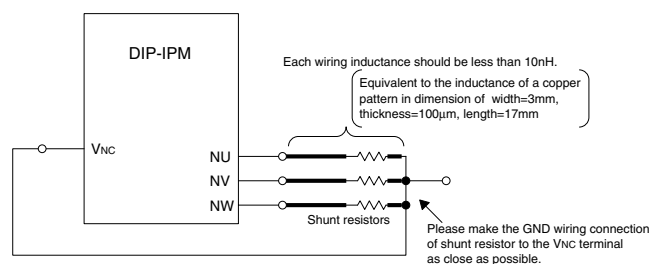 DIP-IPM
Each wiring inductance should be less than 10nH.
Equivalent to the inductance of a copper
pattern in dimension of width=3mm,
thickness=100μm, length=17mm
VNC
NU
NV
NW
Shunt resistors
Please make the GND wiring connection
of shunt resistor to the VNC terminal
as close as possible.